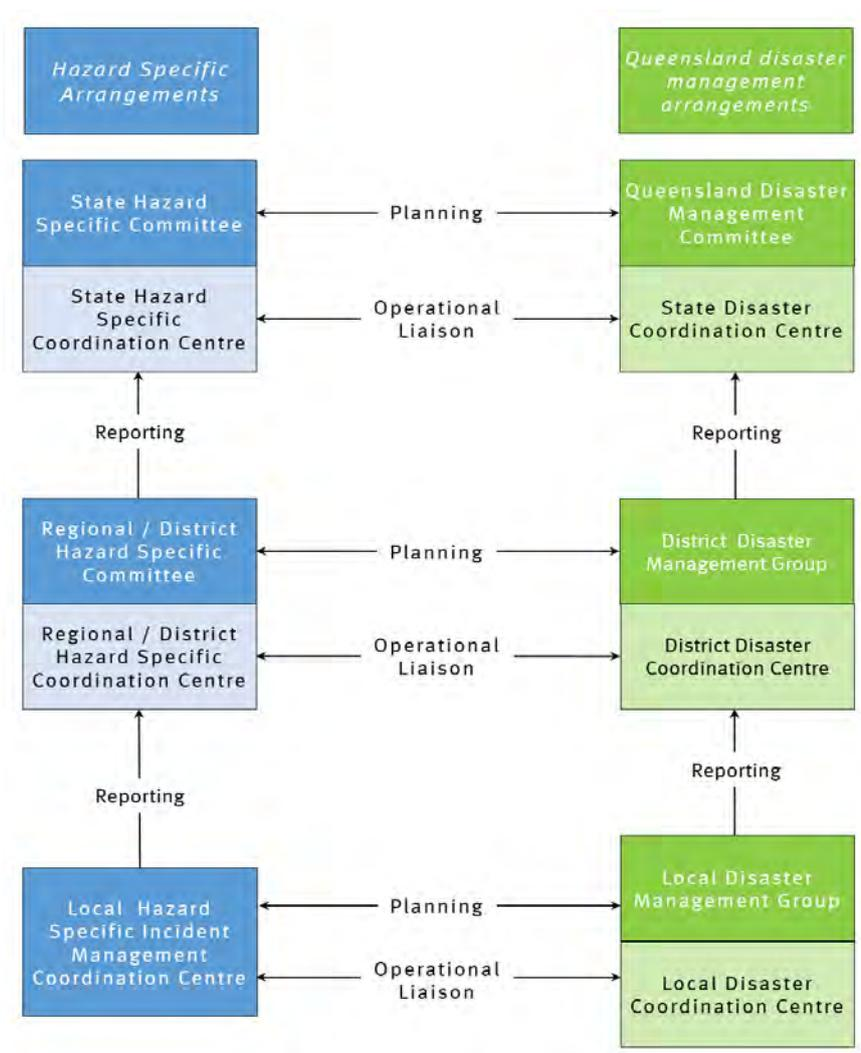 Hazard Specific
Arrangements
Queensland disaster
management
arrangements
State Hazard
Specific Committee
Planning
Queensland Disaster
Management
Committee
State Hazard
Specific
Coordination Centre
Operational
Liaison
State Disaster
Coordination Centre
Reporting
Reporting
Regional / District
Hazard Specific
Committee
Planning
District Disaster
Management Group
Regional / District
Hazard Specific
Coordination Centre
Operational
Liaison
District Disaster
Coordination Centre
Reporting
Reporting
Local Hazard
Specific Incident
Management
Coordination Centre
Planning
Operational
Liaison
Local Disaster
Management Group
Local Disaster
Coordination Centre